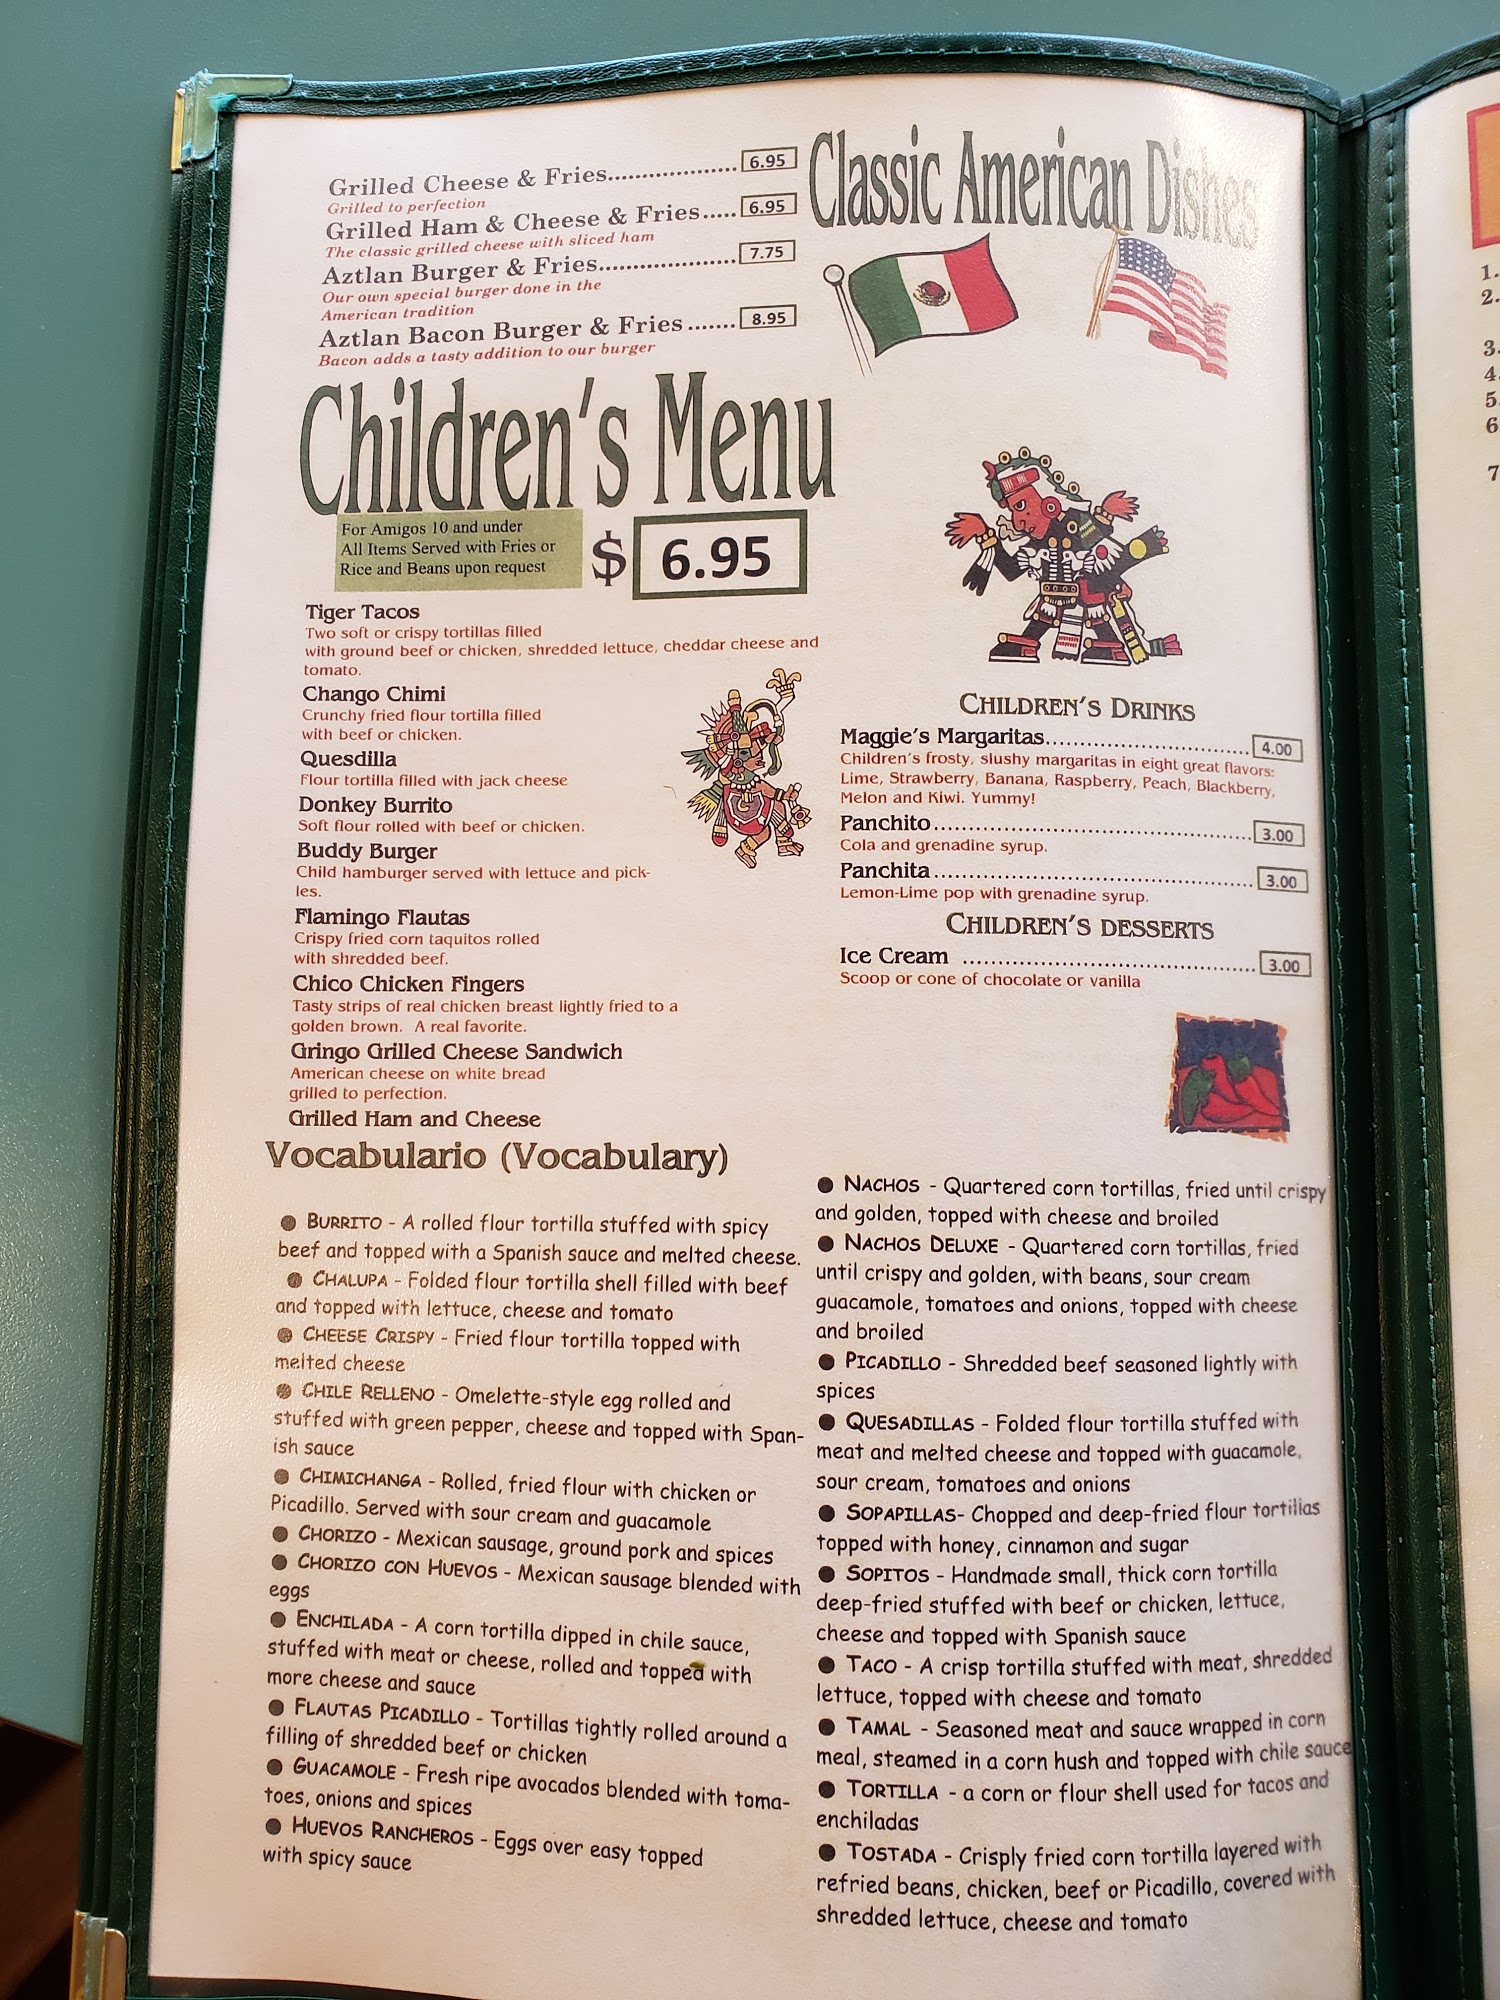 Grilled Cheese & Fries.................... 6.95
Grilled to perfection
Grilled Ham & Cheese & Fries..... 6.95
The classic grilled cheese with sliced ham
Aztlan Burger & Fries...................... 7.75
Our own special burger done in the
American tradition
Aztlan Bacon Burger & Fries ....... 8.95
Bacon adds a tasty addition to our burger
Classic American Dishes
Children's Menu
For Amigos 10 and under
All Items Served with Fries or
Rice and Beans upon request
$ 6.95
Tiger Tacos
Two soft or crispy tortillas filled
with ground beef or chicken, shredded lettuce, cheddar cheese and
tomato.
Chango Chimi
Crunchy fried flour tortilla filled
with beef or chicken.
Quesdilla
Flour tortilla filled with jack cheese
Donkey Burrito
Soft flour rolled with beef or chicken.
Buddy Burger
Child hamburger served with lettuce and pick-
les.
Flamingo Flautas
Crispy fried corn taquitos rolled
with shredded beef.
Chico Chicken Fingers
Tasty strips of real chicken breast lightly fried to a
golden brown. A real favorite.
Gringo Grilled Cheese Sandwich
American cheese on white bread
grilled to perfection.
Grilled Ham and Cheese
CHILDREN'S DRINKS
Maggie's Margaritas................................ 4.00
Children's frosty, slushy margaritas in eight great flavors:
Lime, Strawberry, Banana, Raspberry, Peach, Blackberry,
Melon and Kiwi. Yummy!
Panchito.................................................. 3.00
Cola and grenadine syrup.
Panchita.................................................. 3.00
Lemon-Lime pop with grenadine syrup.
CHILDREN'S DESSERTS
Ice Cream .............................................. 3.00
Scoop or cone of chocolate or vanilla
Vocabulario (Vocabulary)
● BURRITO - A rolled flour tortilla stuffed with spicy
beef and topped with a Spanish sauce and melted cheese.
● CHALUPA - Folded flour tortilla shell filled with beef
and topped with lettuce, cheese and tomato
● CHEESE CRISPY - Fried flour tortilla topped with
melted cheese
● CHILE RELLENO - Omelette-style egg rolled and
stuffed with green pepper, cheese and topped with Span-
ish sauce
● CHIMICHANGA - Rolled, fried flour with chicken or
Picadillo. Served with sour cream and guacamole
● CHORIZO - Mexican sausage, ground pork and spices
● CHORIZO CON HUEVOS - Mexican sausage blended with
eggs
● ENCHILADA - A corn tortilla dipped in chile sauce,
stuffed with meat or cheese, rolled and topped with
more cheese and sauce
● FLAUTAS PICADILLO - Tortillas tightly rolled around a
filling of shredded beef or chicken
● GUACAMOLE - Fresh ripe avocados blended with toma-
toes, onions and spices
● HUEVOS RANCHEROS - Eggs over easy topped
with spicy sauce
● NACHOS - Quartered corn tortillas, fried until crispy
and golden, topped with cheese and broiled
● NACHOS DELUXE - Quartered corn tortillas, fried
until crispy and golden, with beans, sour cream
guacamole, tomatoes and onions, topped with cheese
and broiled
● PICADILLO - Shredded beef seasoned lightly with
spices
● QUESADILLAS - Folded flour tortilla stuffed with
meat and melted cheese and topped with guacamole,
sour cream, tomatoes and onions
● SOPAPILLAS- Chopped and deep-fried flour tortillas
topped with honey, cinnamon and sugar
● SOPITOS - Handmade small, thick corn tortilla
deep-fried stuffed with beef or chicken, lettuce,
cheese and topped with Spanish sauce
● TACO - A crisp tortilla stuffed with meat, shredded
lettuce, topped with cheese and tomato
● TAMAL - Seasoned meat and sauce wrapped in corn
meal, steamed in a corn hush and topped with chile sauce
● TORTILLA - a corn or flour shell used for tacos and
enchiladas
● TOSTADA - Crisply fried corn tortilla layered with
refried beans, chicken, beef or Picadillo, covered with
shredded lettuce, cheese and tomato
1.
2.
3.
4.
5.
6
7